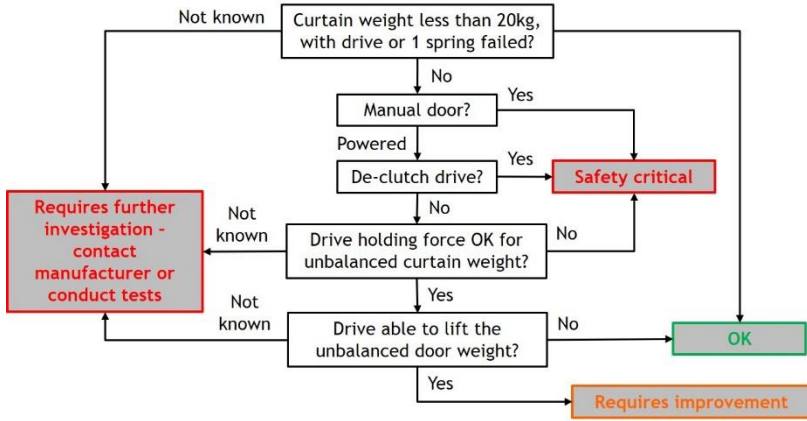 Not known
Curtain weight less than 20kg,
with drive or 1 spring failed?
No
Manual door?
Yes
Powered
De-clutch drive?
Yes
Safety critical
Requires further
investigation -
contact
manufacturer or
conduct tests
No
Not
known
Drive holding force OK for
unbalanced curtain weight?
No
Yes
Not
known
Drive able to lift the
unbalanced door weight?
No
OK
Yes
Requires improvement